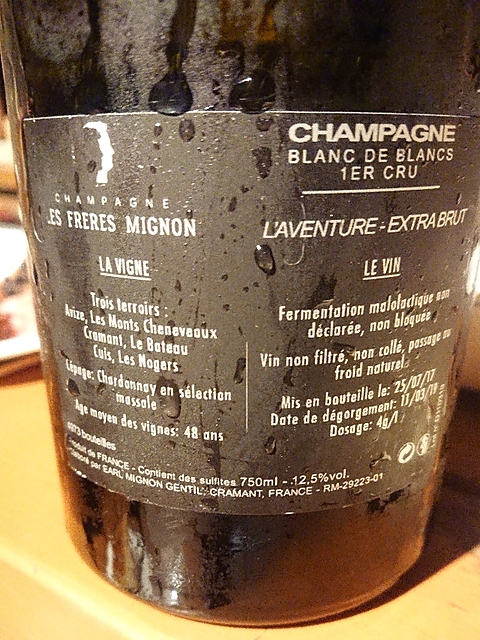 CHAMPAGNE
LES FRERES MIGNON
LA VIGNE
Trois terroirs :
Avize, Les Monts Cheneveaux
Cramant, Le Bateau
Cuis, Les Nogers
Cépage: Chardonnay en sélection
massale
Age moyen des vignes: 48 ans
CHAMPAGNE
BLANC DE BLANCS
1ER CRU
L'AVENTURE - EXTRA BRUT
LE VIN
Fermentation malolactique non
déclarée, non bloquée
Vin non filtré, non collé, passage au
froid naturel
Mis en bouteille le: 25/07/17
Date de dégorgement: 11/03/19
Dosage: 4g/l
bouteilles
Produit de FRANCE - Contient des sulfites 750ml - 12,5%vol.
Elaboré par EARL MIGNON GENTIL, CRAMANT, FRANCE - RM-29223-01